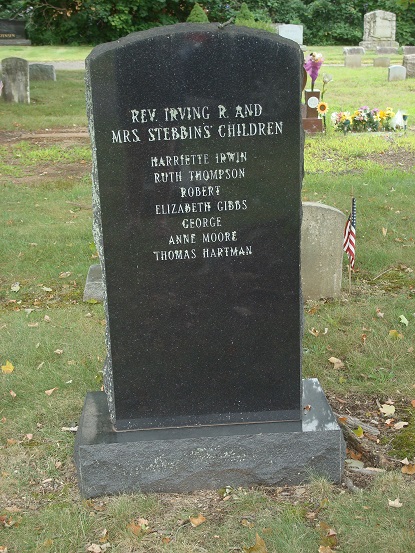 REV. IRVING R. AND
MRS. STEBBINS' CHILDREN
HARRIETTE IRWIN
RUTH THOMPSON
ROBERT
ELIZABETH GIBBS
GEORGE
ANNE MOORE
THOMAS HARTMAN